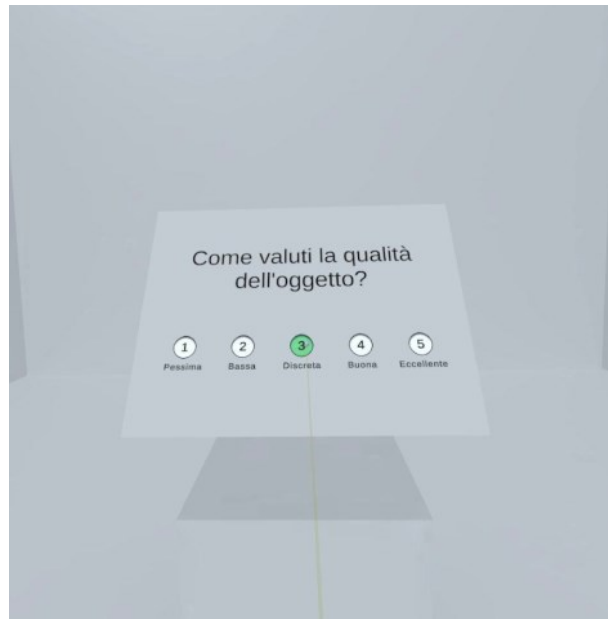 Come valuti la qualità
dell'oggetto?
1 2 3 4 5
Pessima Bassa Discreta Buona Eccellente